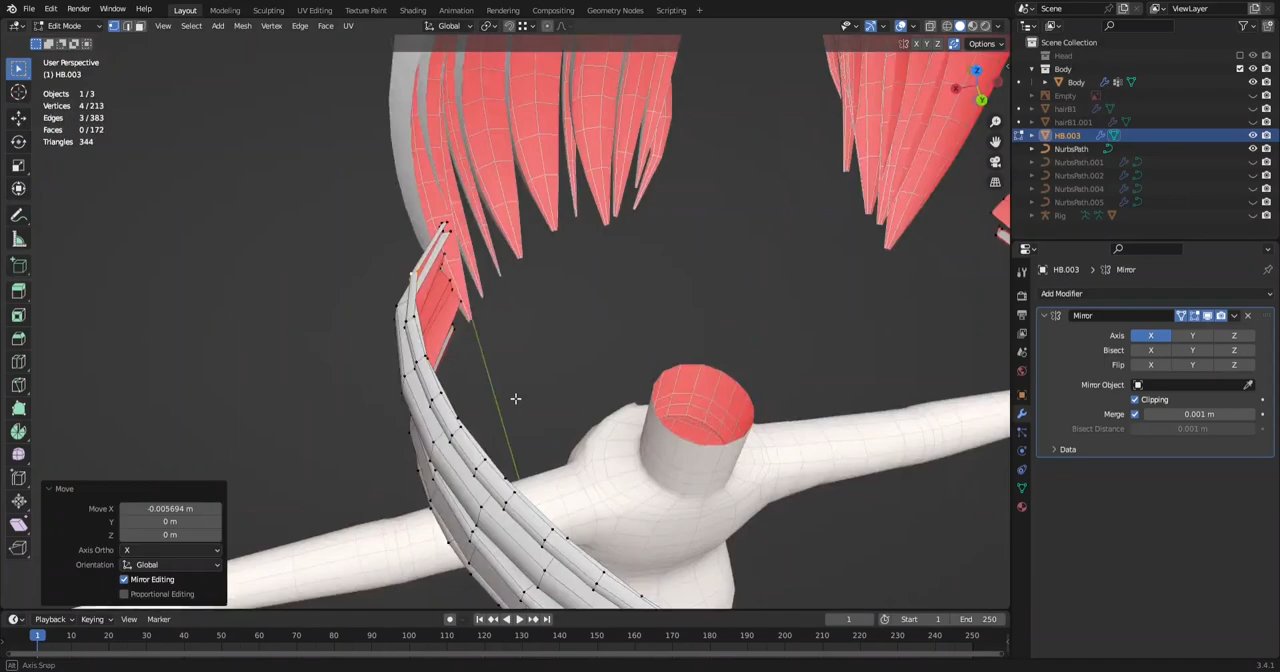 File Edit Render Window Help Layout Modeling Sculpting UV Editing Texture Paint Shading Animation Rendering Compositing Geometry Nodes Scripting + Scene ViewLayer
Edit Mode View Select Add Mesh Vertex Edge Face UV Global
X Y Z Options
User Perspective
(1) HB.003
Objects 1/3
Vertices 4/213
Edges 3/383
Faces 0/172
Triangles 344
Z
X
Y
Scene Collection
Head
Body
Body
Empty
hairB1
hairB1.001
HB.003
NurbsPath
NurbsPath.001
NurbsPath.002
NurbsPath.004
NurbsPath.005
Rig
HB.003 > Mirror
Add Modifier
Mirror
Axis X Y Z
Bisect X Y Z
Flip X Y Z
Mirror Object
Clipping
Merge 0.001 m
Bisect Distance 0.001 m
Data
Move
Move X -0.005694 m
Y 0 m
Z 0 m
Axis Ortho X
Orientation Global
Mirror Editing
Proportional Editing
Playback Keying View Marker 1 Start 1 End 250
1 10 20 30 40 50 60 70 80 90 100 110 120 130 140 150 160 170 180 190 200 210 220 230 240 250
Axis Snap 3.4.1